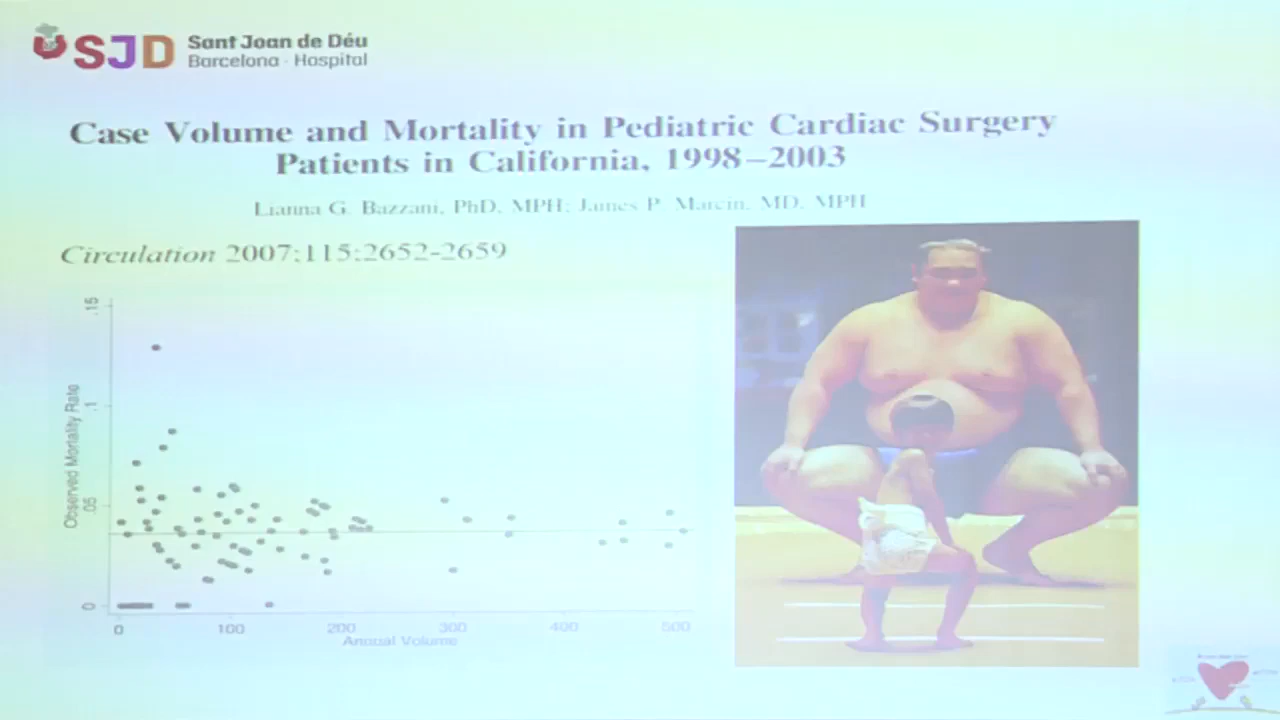 SJD
Sant Joan de Déu
Barcelona · Hospital
Case Volume and Mortality in Pediatric Cardiac Surgery
Patients in California, 1998–2003
Lianna G. Bazzani, PhD, MPH; James P. Marcin, MD, MPH
Circulation 2007;115:2652-2659
Observed Mortality Rate
.15
.1
.05
0
0 100 200 300 400 500
Annual Volume